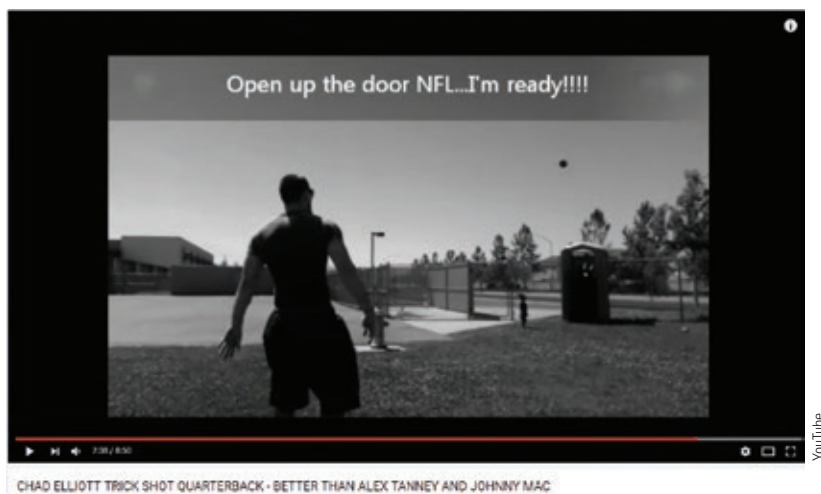 Open up the door NFL...I'm ready!!!!
CHAD ELLIOTT TRICK SHOT QUARTERBACK - BETTER THAN ALEX TANNEY AND JOHNNY MAC
YouTube